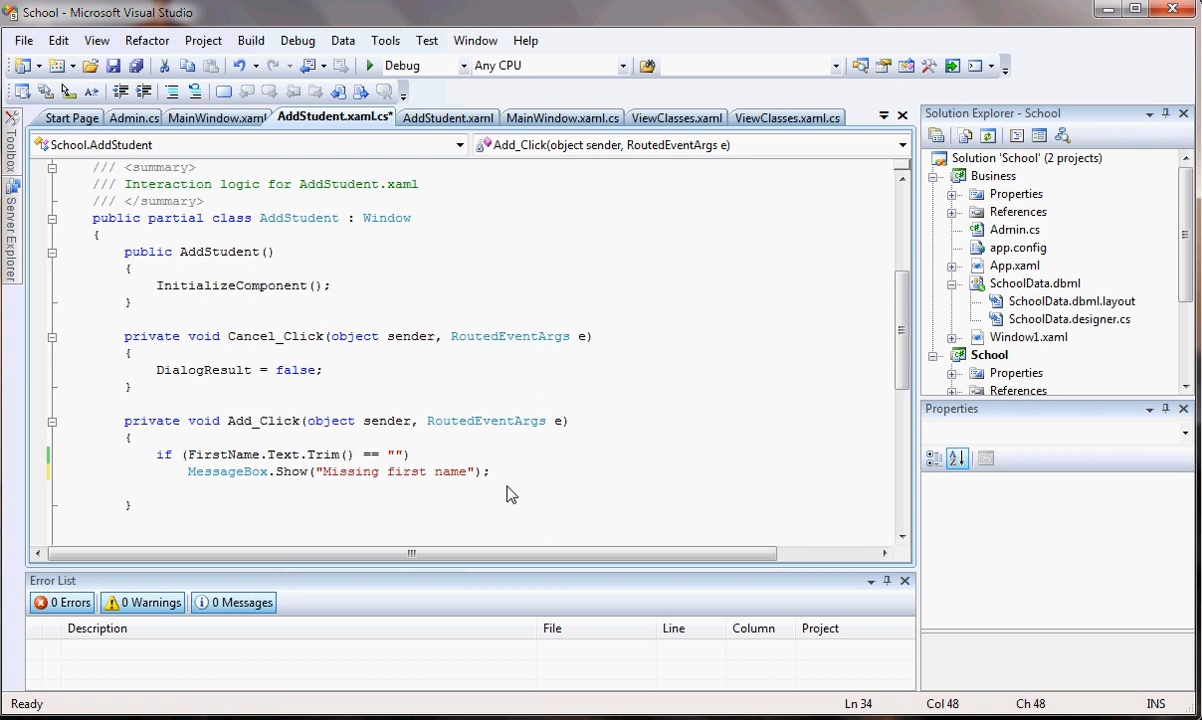 School - Microsoft Visual Studio
File Edit View Refactor Project Build Debug Data Tools Test Window Help
Debug Any CPU
Start Page Admin.cs MainWindow.xaml AddStudent.xaml.cs* AddStudent.xaml MainWindow.xaml.cs ViewClasses.xaml ViewClasses.xaml.cs
School.AddStudent Add_Click(object sender, RoutedEventArgs e)
/// <summary>
/// Interaction logic for AddStudent.xaml
/// </summary>
public partial class AddStudent : Window
{
public AddStudent()
{
InitializeComponent();
}
private void Cancel_Click(object sender, RoutedEventArgs e)
{
DialogResult = false;
}
private void Add_Click(object sender, RoutedEventArgs e)
{
if (FirstName.Text.Trim() == "")
MessageBox.Show("Missing first name");
}
Toolbox
Server Explorer
Solution Explorer - School
Solution 'School' (2 projects)
Business
Properties
References
Admin.cs
app.config
App.xaml
SchoolData.dbml
SchoolData.dbml.layout
SchoolData.designer.cs
Window1.xaml
School
Properties
References
Properties
Error List
0 Errors 0 Warnings 0 Messages
Description File Line Column Project
Ready Ln 34 Col 48 Ch 48 INS